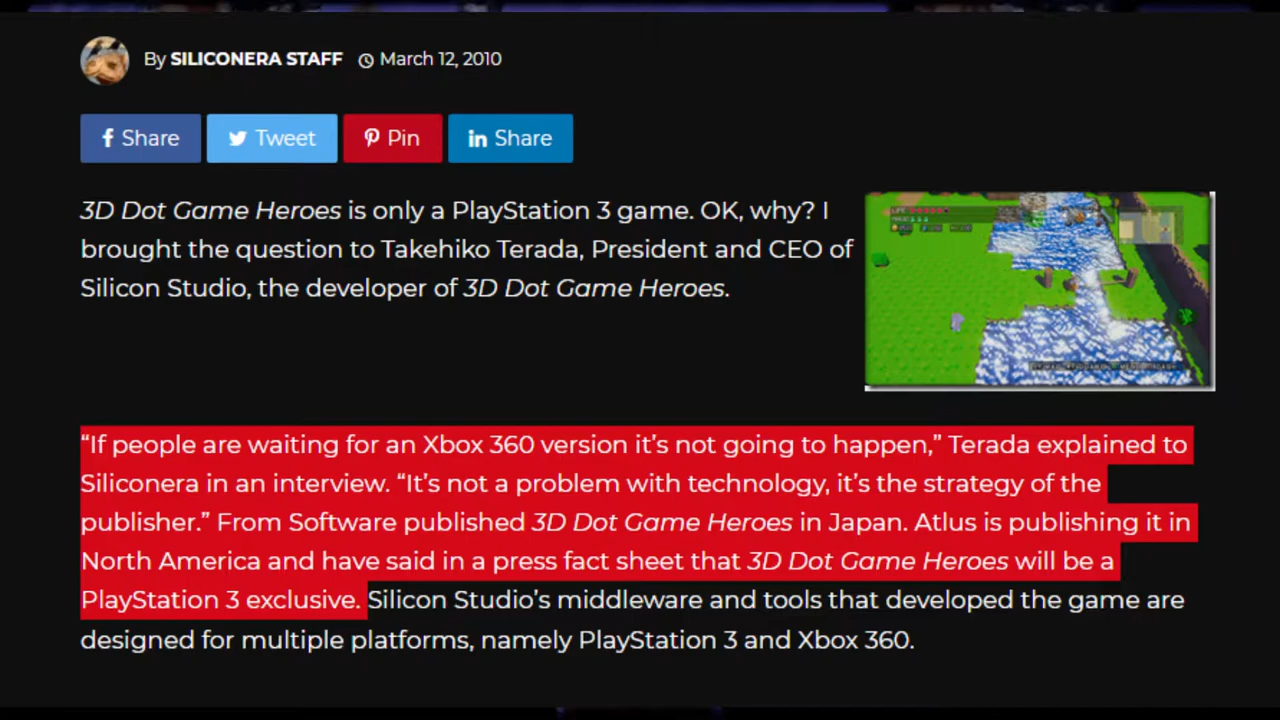 By SILICONERA STAFF March 12, 2010
Share Tweet Pin Share
3D Dot Game Heroes is only a PlayStation 3 game. OK, why? I
brought the question to Takehiko Terada, President and CEO of
Silicon Studio, the developer of 3D Dot Game Heroes.
“If people are waiting for an Xbox 360 version it’s not going to happen,” Terada explained to
Siliconera in an interview. “It’s not a problem with technology, it’s the strategy of the
publisher.” From Software published 3D Dot Game Heroes in Japan. Atlus is publishing it in
North America and have said in a press fact sheet that 3D Dot Game Heroes will be a
PlayStation 3 exclusive. Silicon Studio’s middleware and tools that developed the game are
designed for multiple platforms, namely PlayStation 3 and Xbox 360.